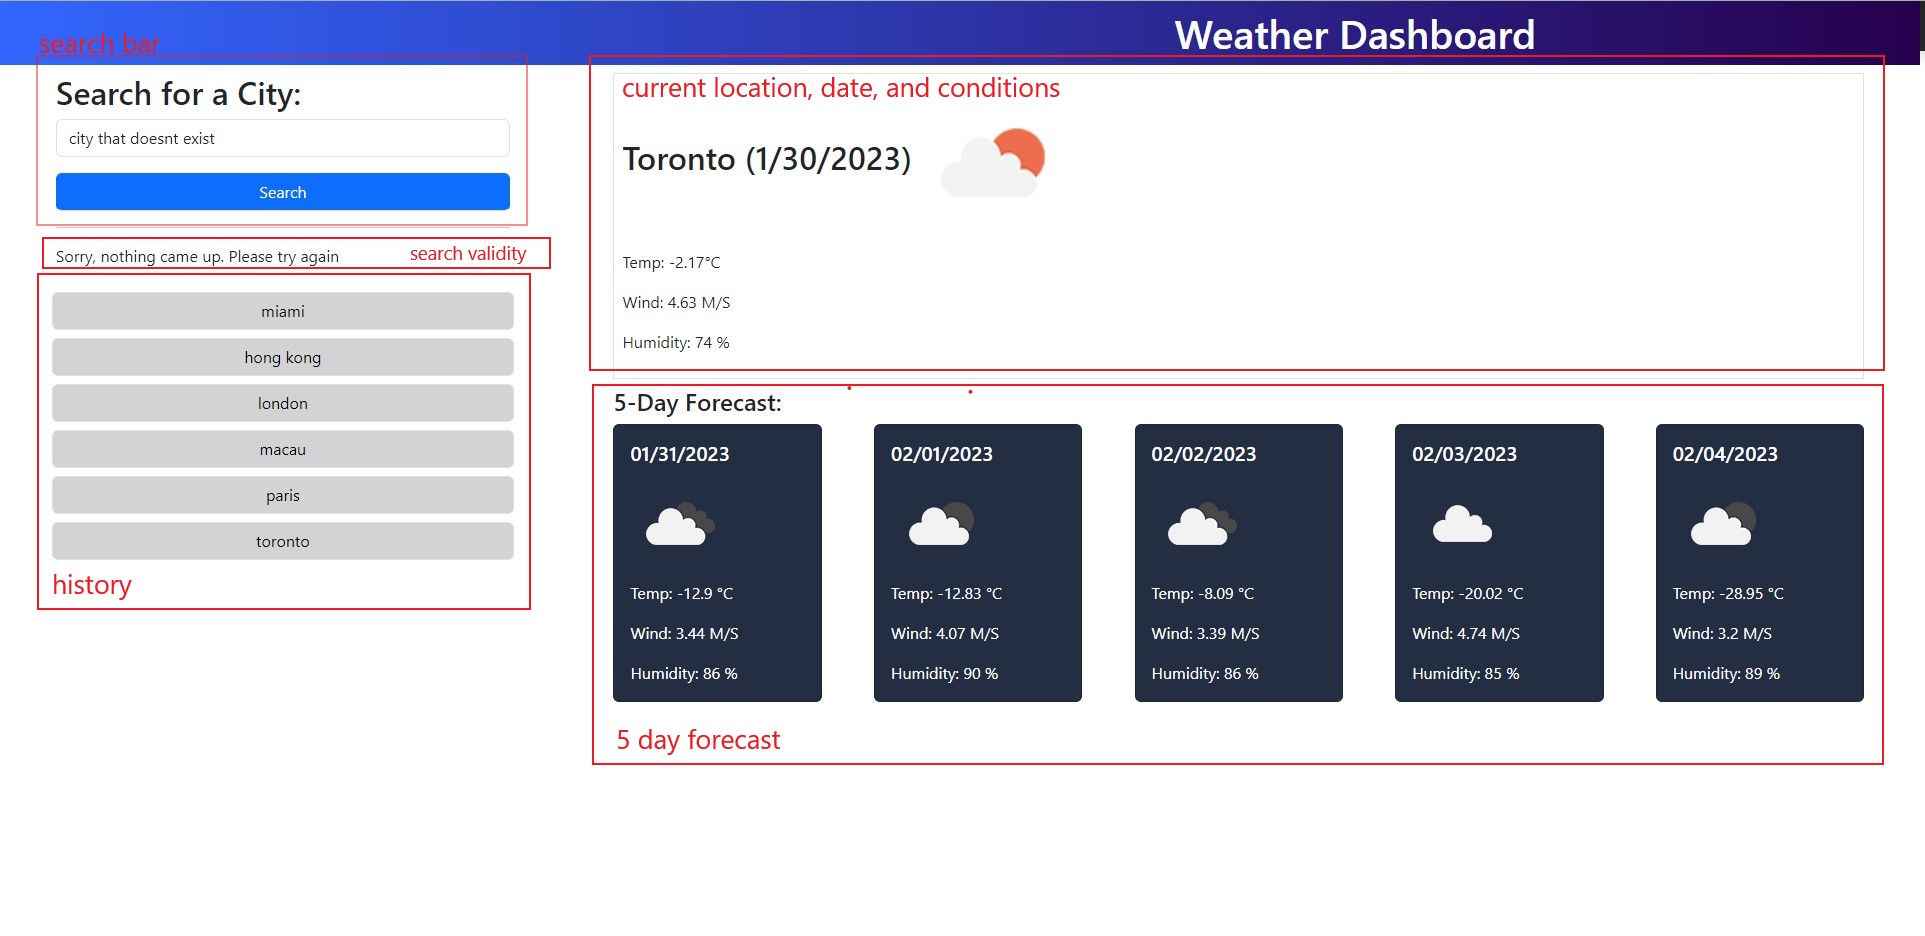 Weather Dashboard
search bar
Search for a City:
city that doesnt exist
Search
Sorry, nothing came up. Please try again
search validity
miami
hong kong
london
macau
paris
toronto
history
current location, date, and conditions
Toronto (1/30/2023)
Temp: -2.17°C
Wind: 4.63 M/S
Humidity: 74 %
5-Day Forecast:
01/31/2023
Temp: -12.9 °C
Wind: 3.44 M/S
Humidity: 86 %
02/01/2023
Temp: -12.83 °C
Wind: 4.07 M/S
Humidity: 90 %
02/02/2023
Temp: -8.09 °C
Wind: 3.39 M/S
Humidity: 86 %
02/03/2023
Temp: -20.02 °C
Wind: 4.74 M/S
Humidity: 85 %
02/04/2023
Temp: -28.95 °C
Wind: 3.2 M/S
Humidity: 89 %
5 day forecast